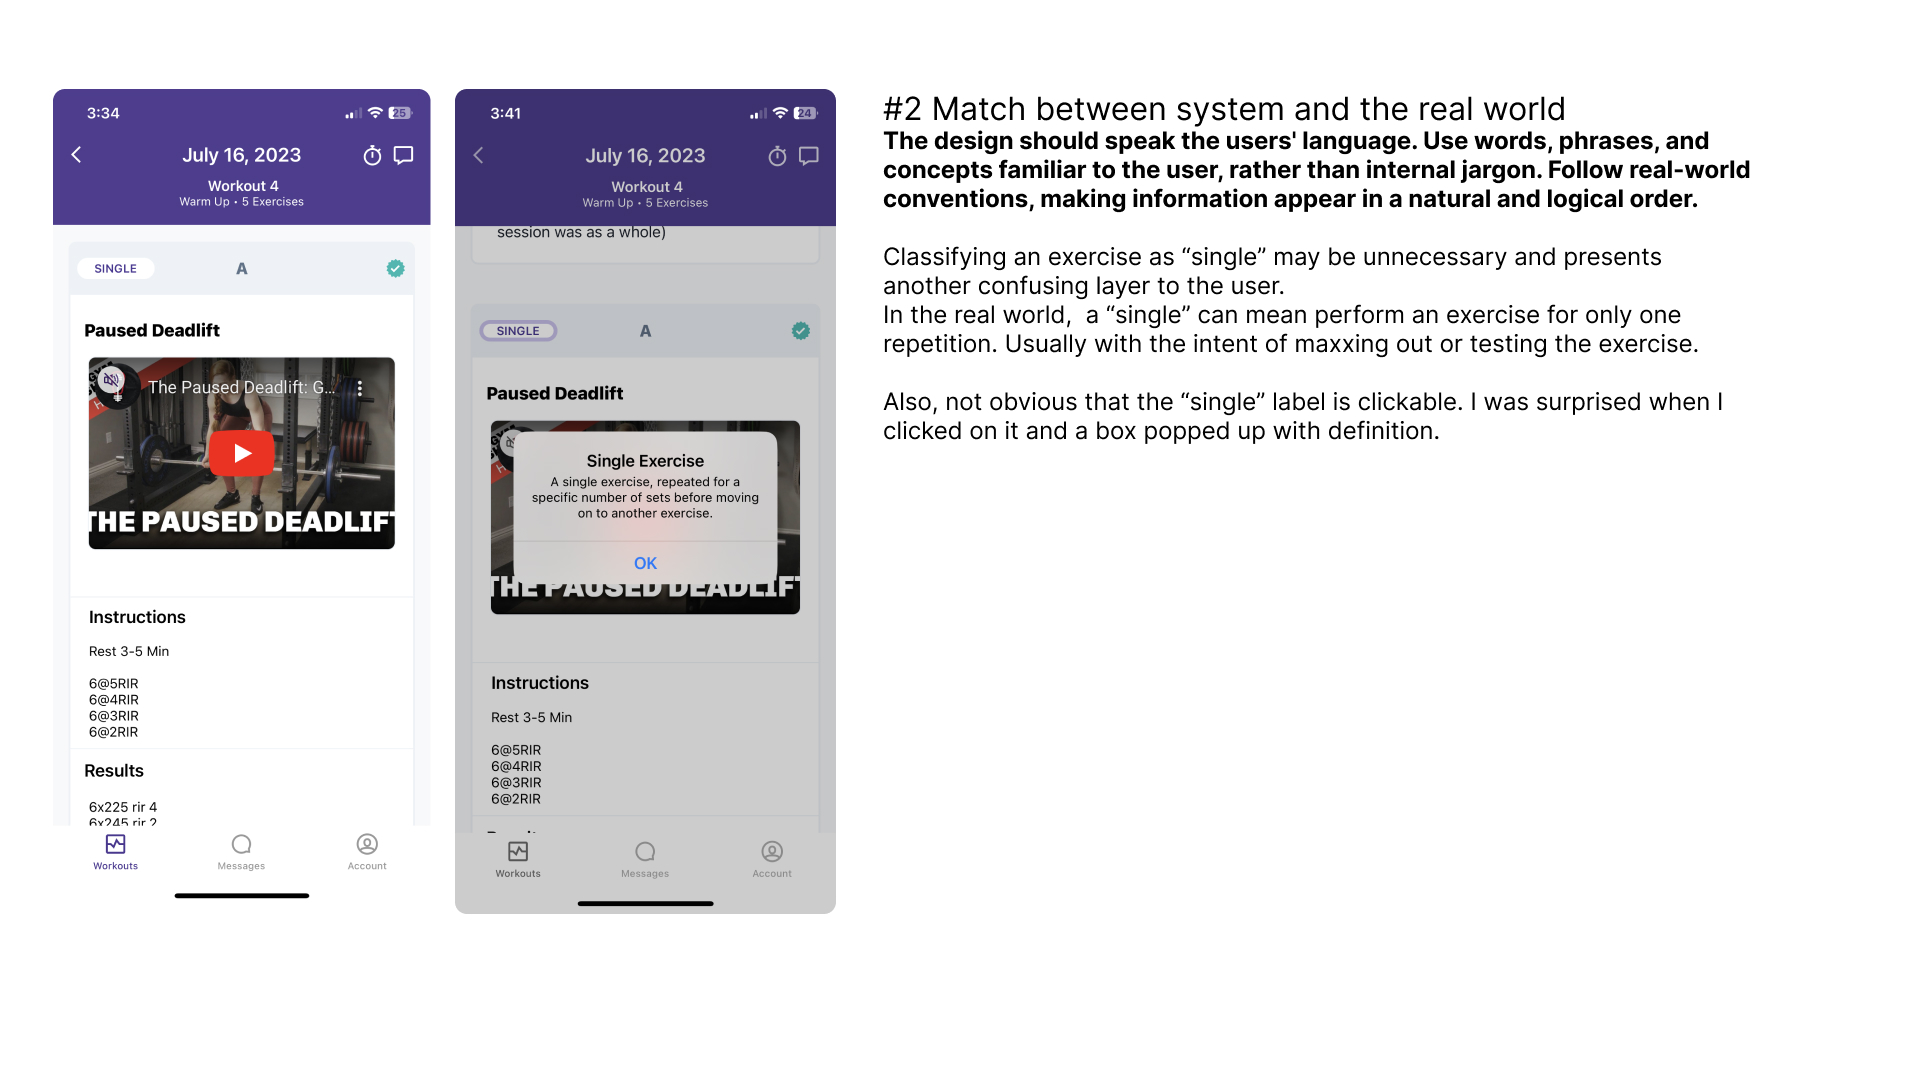 3:34
25
July 16, 2023
Workout 4
Warm Up • 5 Exercises
SINGLE
A
Paused Deadlift
The Paused Deadlift: G...
THE PAUSED DEADLIFT
Instructions
Rest 3-5 Min
6@5RIR
6@4RIR
6@3RIR
6@2RIR
Results
6x225 rir 4
6x245 rir 2
Workouts
Messages
Account
3:41
24
July 16, 2023
Workout 4
Warm Up • 5 Exercises
session was as a whole)
SINGLE
A
Paused Deadlift
Single Exercise
A single exercise, repeated for a
specific number of sets before moving
on to another exercise.
OK
THE PAUSED DEADLIFT
Instructions
Rest 3-5 Min
6@5RIR
6@4RIR
6@3RIR
6@2RIR
Workouts
Messages
Account
#2 Match between system and the real world
The design should speak the users' language. Use words, phrases, and
concepts familiar to the user, rather than internal jargon. Follow real-world
conventions, making information appear in a natural and logical order.
Classifying an exercise as “single” may be unnecessary and presents
another confusing layer to the user.
In the real world,  a “single” can mean perform an exercise for only one
repetition. Usually with the intent of maxxing out or testing the exercise.
Also, not obvious that the “single” label is clickable. I was surprised when I
clicked on it and a box popped up with definition.